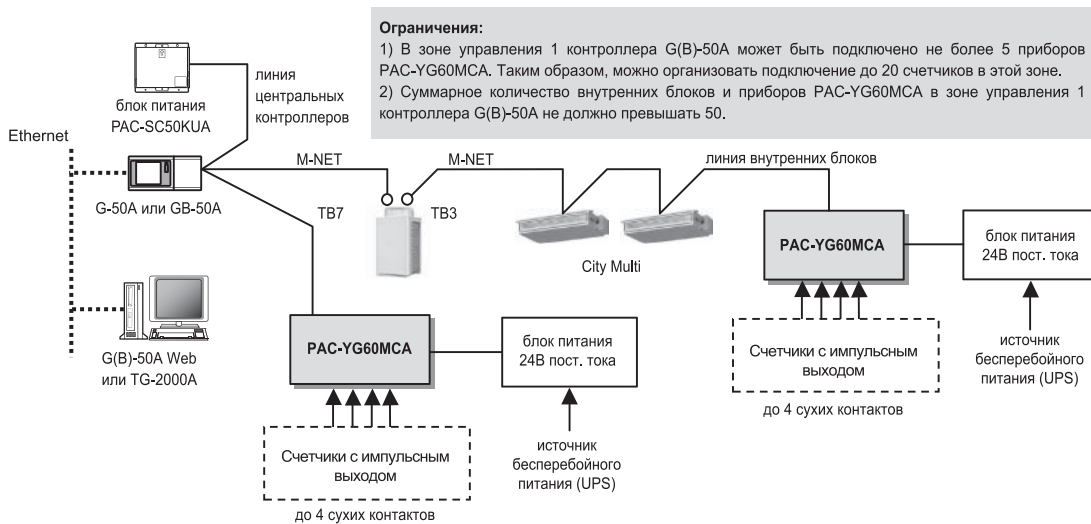 Ограничения:
1) В зоне управления 1 контроллера G(B)-50A может быть подключено не более 5 приборов
PAC-YG60MCA. Таким образом, можно организовать подключение до 20 счетчиков в этой зоне.
2) Суммарное количество внутренних блоков и приборов PAC-YG60MCA в зоне управления 1
контроллера G(B)-50A не должно превышать 50.
блок питания
PAC-SC50KUA
линия
центральных
контроллеров
Ethernet
G-50A или GB-50A
M-NET
M-NET
линия внутренних блоков
TB7
TB3
City Multi
PAC-YG60MCA
блок питания
24В пост. тока
Счетчики с импульсным
выходом
до 4 сухих контактов
источник
бесперебойного
питания (UPS)
G(B)-50A Web
или TG-2000A
PAC-YG60MCA
блок питания
24В пост. тока
Счетчики с импульсным
выходом
до 4 сухих контактов
источник
бесперебойного
питания (UPS)